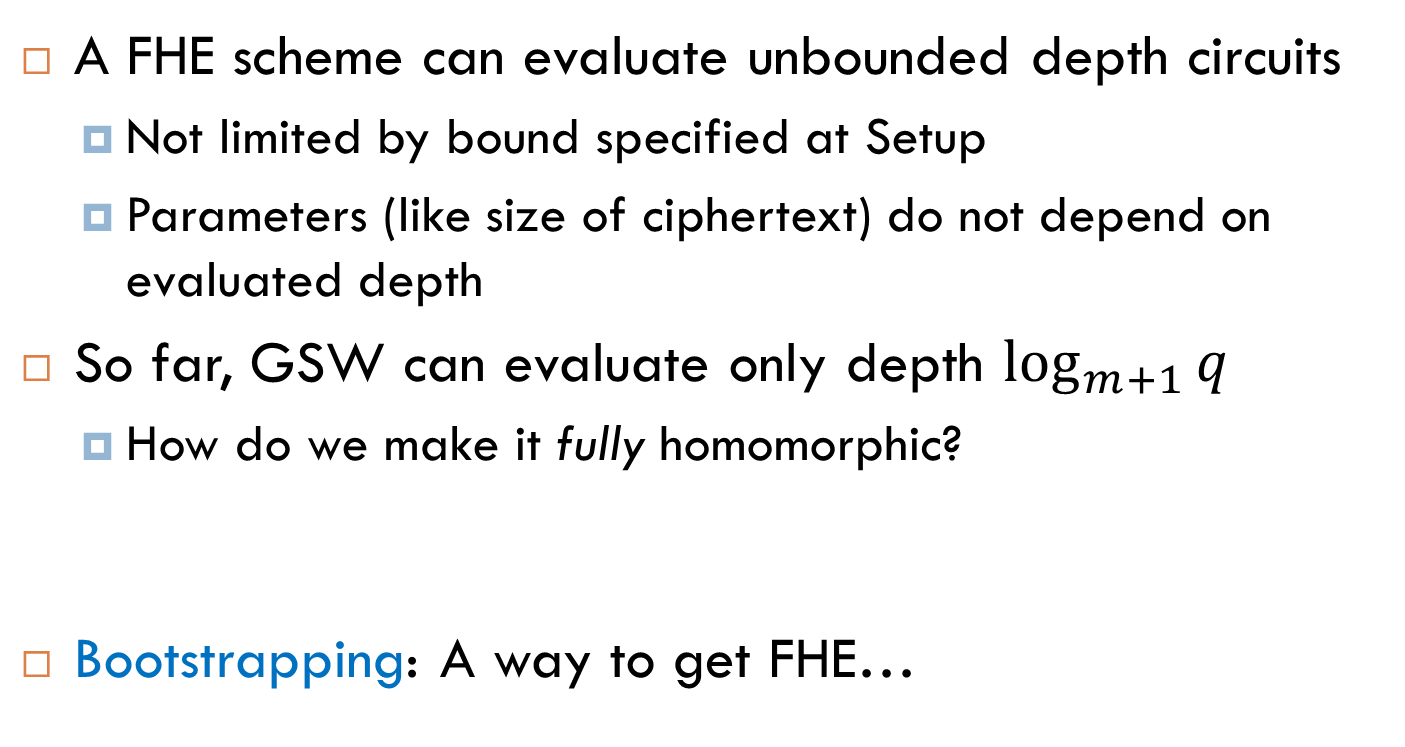 A FHE scheme can evaluate unbounded depth circuits
Not limited by bound specified at Setup
Parameters (like size of ciphertext) do not depend on
evaluated depth
So far, GSW can evaluate only depth log_{m+1} q
How do we make it fully homomorphic?
Bootstrapping: A way to get FHE…